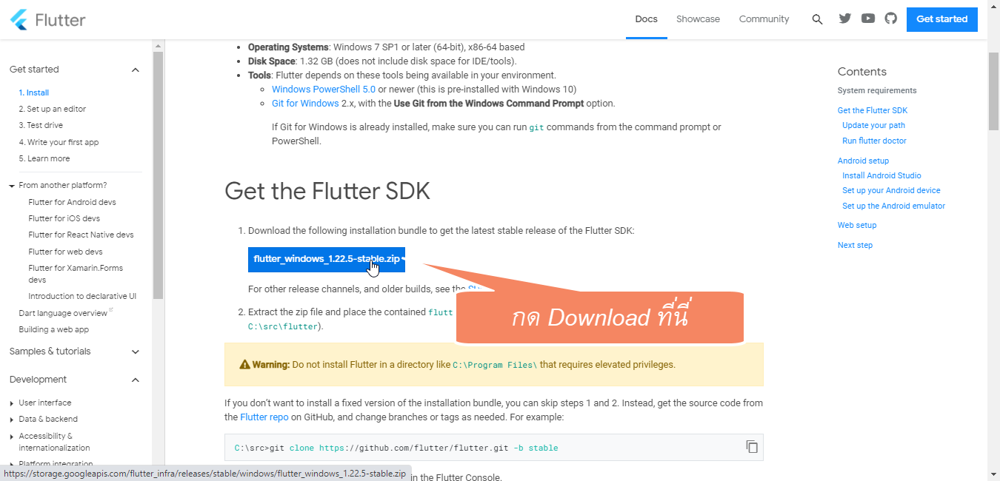 Flutter
Docs Showcase Community Get started
Get started
1. Install
2. Set up an editor
3. Test drive
4. Write your first app
5. Learn more
From another platform?
Flutter for Android devs
Flutter for iOS devs
Flutter for React Native devs
Flutter for web devs
Flutter for Xamarin.Forms
devs
Introduction to declarative UI
Dart language overview
Building a web app
Samples & tutorials
Development
User interface
Data & backend
Accessibility &
internationalization
Platform integration
Operating Systems: Windows 7 SP1 or later (64-bit), x86-64 based
Disk Space: 1.32 GB (does not include disk space for IDE/tools).
Tools: Flutter depends on these tools being available in your environment.
Windows PowerShell 5.0 or newer (this is pre-installed with Windows 10)
Git for Windows 2.x, with the Use Git from the Windows Command Prompt option.
If Git for Windows is already installed, make sure you can run git commands from the command prompt or
PowerShell.
Get the Flutter SDK
1. Download the following installation bundle to get the latest stable release of the Flutter SDK:
flutter_windows_1.22.5-stable.zip
For other release channels, and older builds, see the
กด Download ที่นี่
2. Extract the zip file and place the contained flutt
C:\src\flutter).
Warning: Do not install Flutter in a directory like C:\Program Files\ that requires elevated privileges.
If you don't want to install a fixed version of the installation bundle, you can skip steps 1 and 2. Instead, get the source code from
the Flutter repo on GitHub, and change branches or tags as needed. For example:
C:\src>git clone https://github.com/flutter/flutter.git -b stable
in the Flutter Console.
Contents
System requirements
Get the Flutter SDK
Update your path
Run flutter doctor
Android setup
Install Android Studio
Set up your Android device
Set up the Android emulator
Web setup
Next step
https://storage.googleapis.com/flutter_infra/releases/stable/windows/flutter_windows_1.22.5-stable.zip